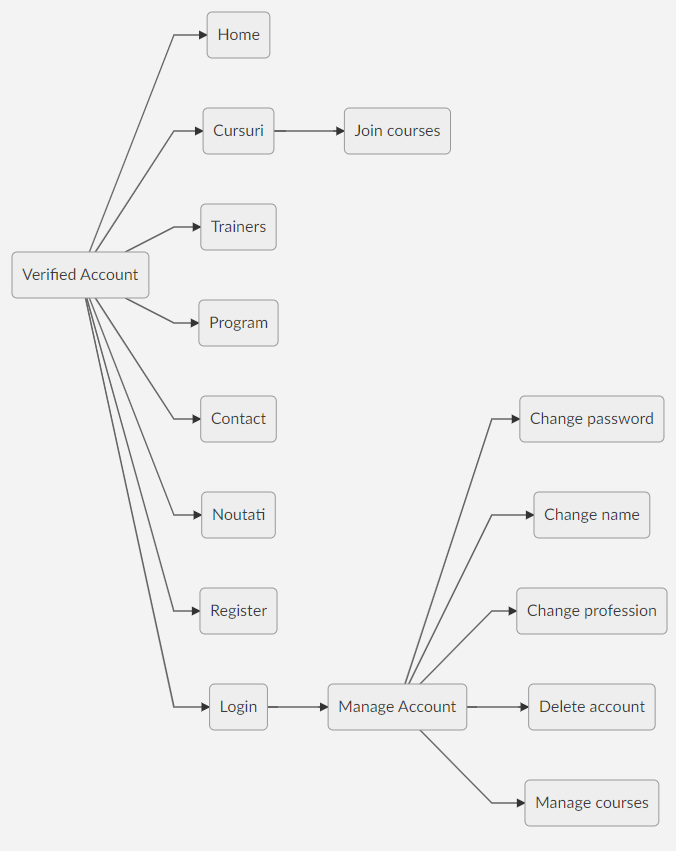 Home
Cursuri
Join courses
Trainers
Verified Account
Program
Contact
Change password
Noutati
Change name
Register
Change profession
Login
Manage Account
Delete account
Manage courses